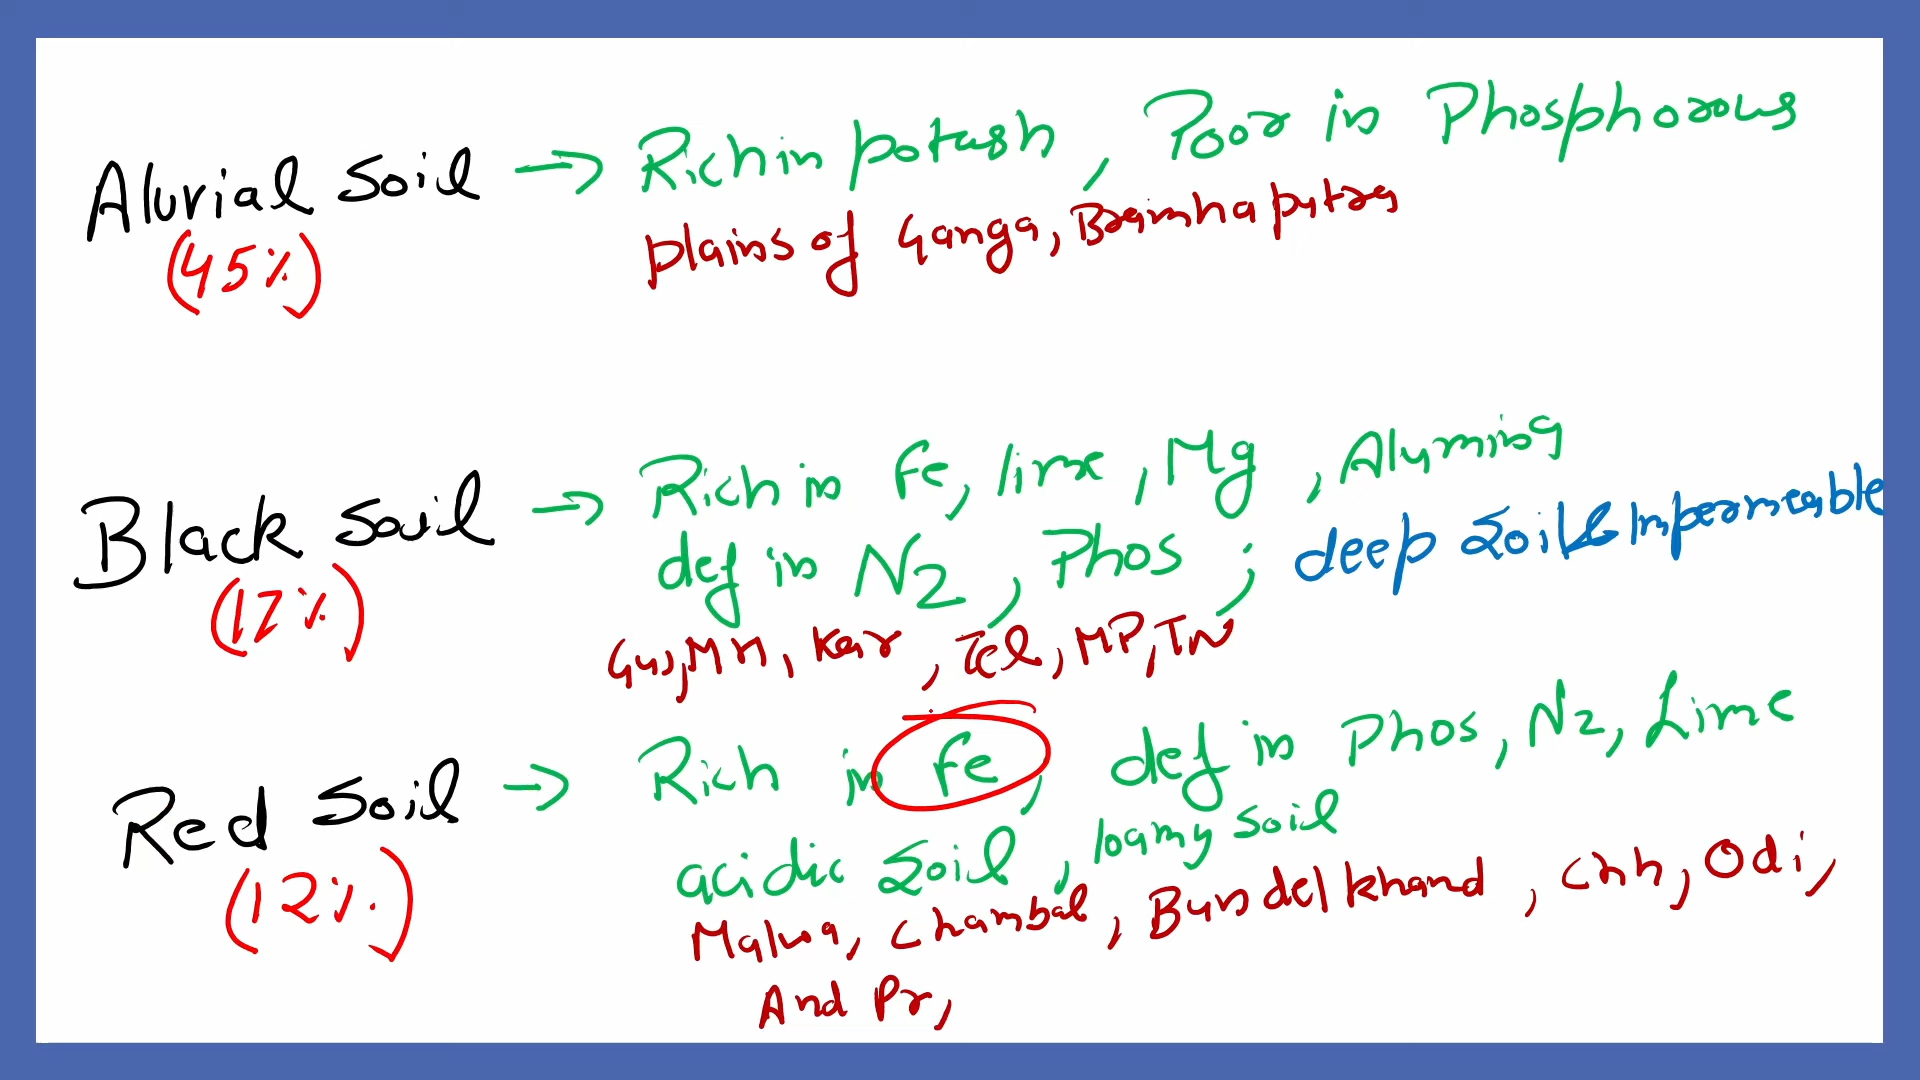 Aluvial Soil → Rich in potash, Poor in Phosphorous
(45%) plains of Ganga, Bramhaputra
Black Soil → Rich in Fe, lime, Mg, Alumina
def in N2, Phos; deep Soil & Impermeable
(12%)
Guj, MH, Kar, Tel, MP, TN
Red Soil → Rich in Fe, def in Phos, N2, Lime
(12%) acidic Soil, loamy soil
Malwa, Chambal, Bundelkhand, Chh, Odi,
And Pr,